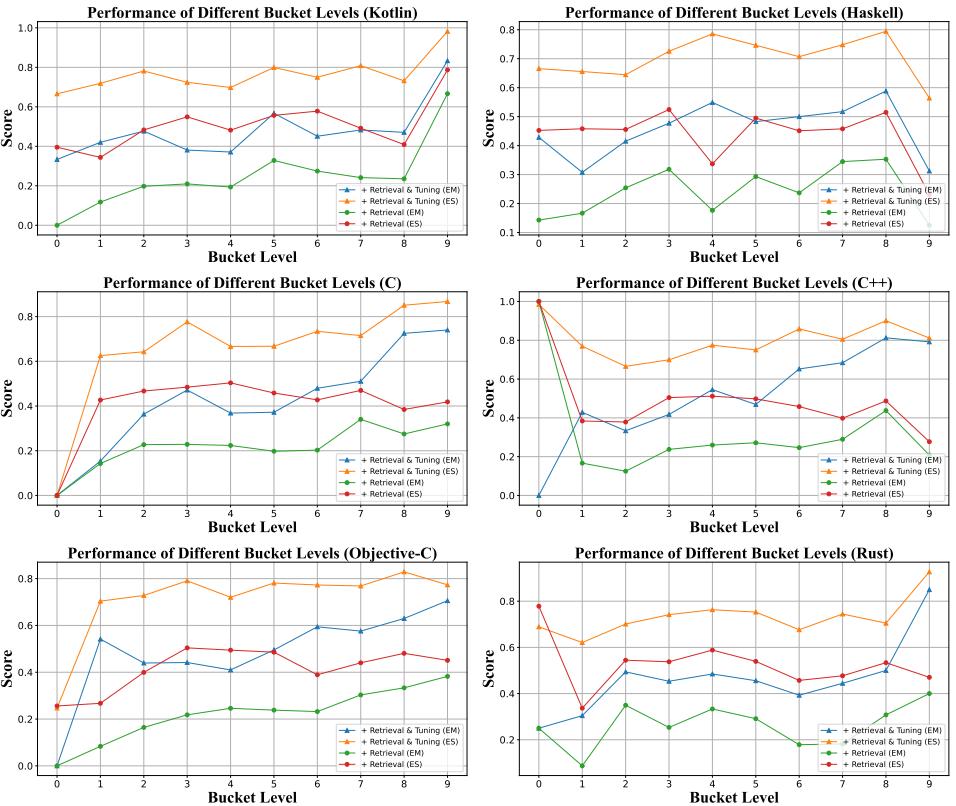 Performance of Different Bucket Levels (Kotlin)
1.0
0.8
0.6
0.4
0.2
0.0
Score
+ Retrieval & Tuning (EM)
+ Retrieval & Tuning (ES)
+ Retrieval (EM)
+ Retrieval (ES)
0 1 2 3 4 5 6 7 8 9
Bucket Level
Performance of Different Bucket Levels (Haskell)
0.8
0.7
0.6
0.5
0.4
0.3
0.2
0.1
Score
+ Retrieval & Tuning (EM)
+ Retrieval & Tuning (ES)
+ Retrieval (EM)
+ Retrieval (ES)
0 1 2 3 4 5 6 7 8 9
Bucket Level
Performance of Different Bucket Levels (C)
0.8
0.6
0.4
0.2
0.0
Score
+ Retrieval & Tuning (EM)
+ Retrieval & Tuning (ES)
+ Retrieval (EM)
+ Retrieval (ES)
0 1 2 3 4 5 6 7 8 9
Bucket Level
Performance of Different Bucket Levels (C++)
1.0
0.8
0.6
0.4
0.2
0.0
Score
+ Retrieval & Tuning (EM)
+ Retrieval & Tuning (ES)
+ Retrieval (EM)
+ Retrieval (ES)
0 1 2 3 4 5 6 7 8 9
Bucket Level
Performance of Different Bucket Levels (Objective-C)
0.8
0.6
0.4
0.2
0.0
Score
+ Retrieval & Tuning (EM)
+ Retrieval & Tuning (ES)
+ Retrieval (EM)
+ Retrieval (ES)
0 1 2 3 4 5 6 7 8 9
Bucket Level
Performance of Different Bucket Levels (Rust)
0.8
0.6
0.4
0.2
Score
+ Retrieval & Tuning (EM)
+ Retrieval & Tuning (ES)
+ Retrieval (EM)
+ Retrieval (ES)
0 1 2 3 4 5 6 7 8 9
Bucket Level